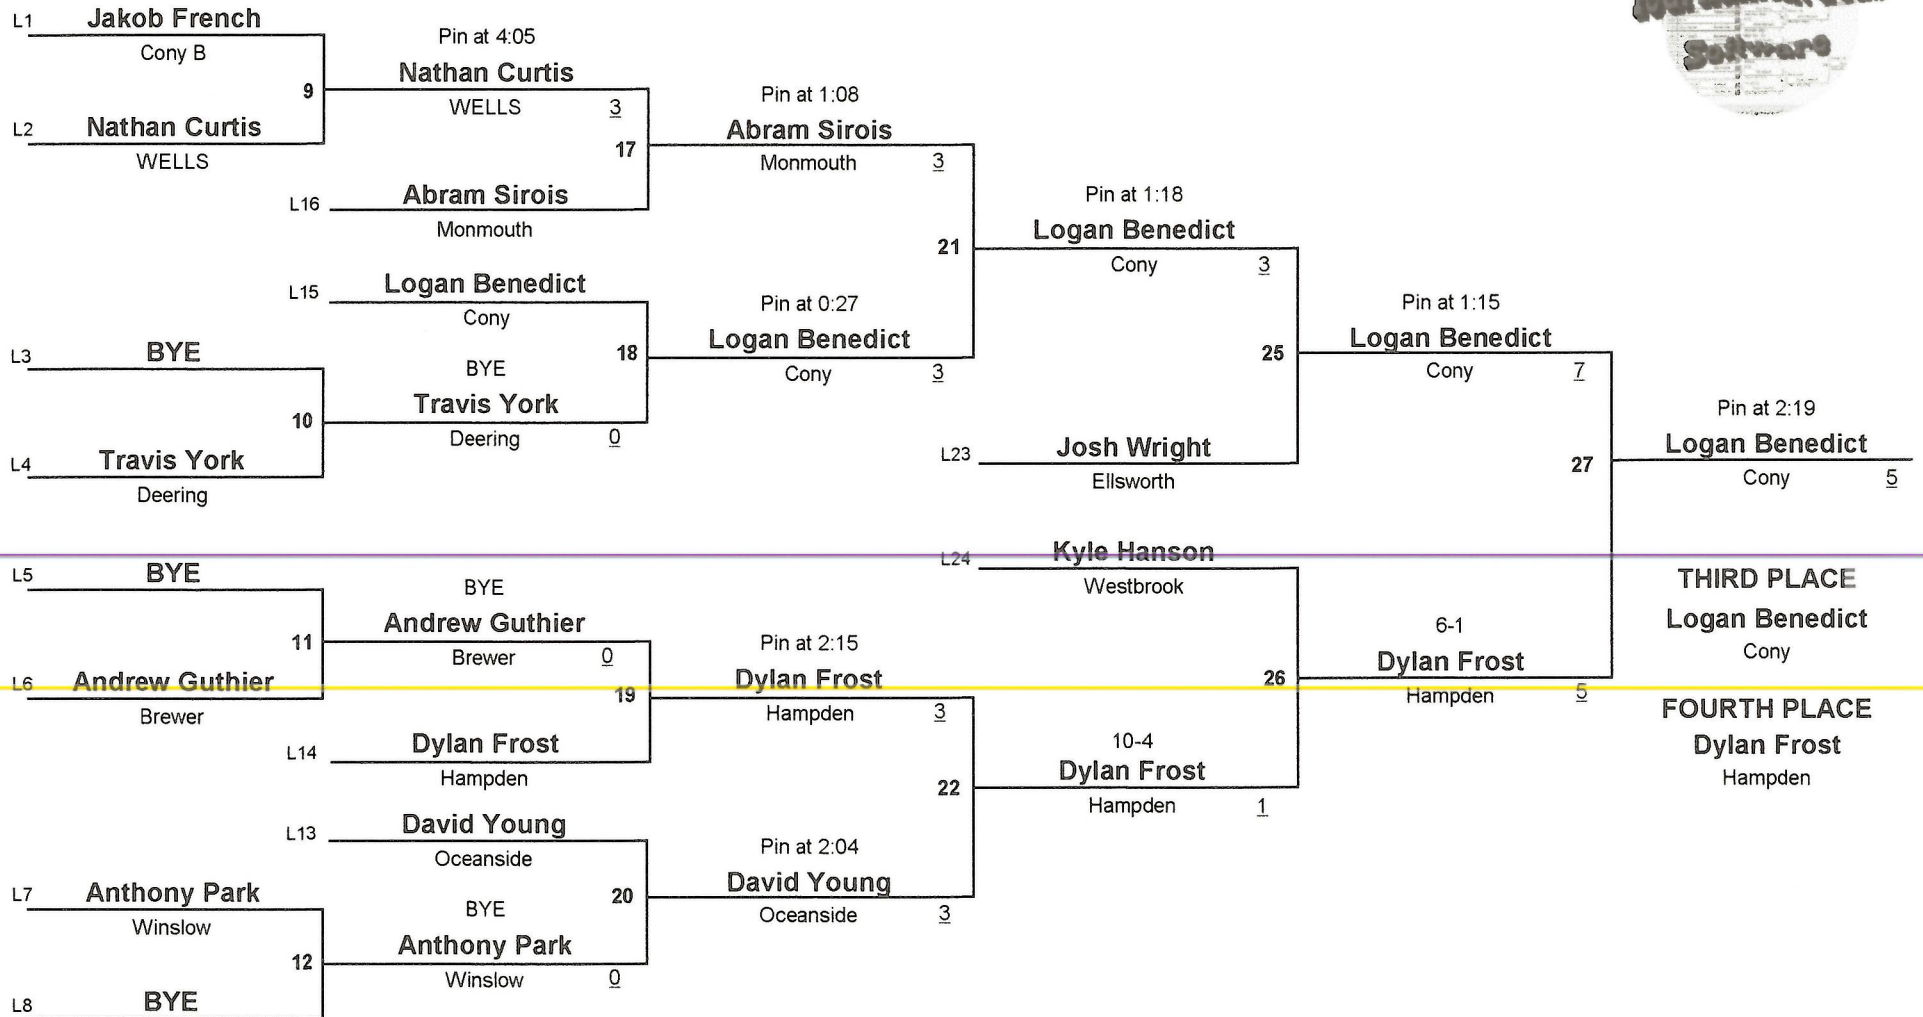 L1 Jakob French
Cony B
9
L2 Nathan Curtis
WELLS
Pin at 4:05
Nathan Curtis
WELLS 3
17
L16 Abram Sirois
Monmouth
Pin at 1:08
Abram Sirois
Monmouth 3
21
L15 Logan Benedict
Cony
18
L3 BYE
10
L4 Travis York
Deering
BYE
Travis York
Deering 0
Pin at 0:27
Logan Benedict
Cony 3
Pin at 1:18
Logan Benedict
Cony 3
25
L23 Josh Wright
Ellsworth
Pin at 1:15
Logan Benedict
Cony 7
27
Pin at 2:19
Logan Benedict
Cony 5
L5 BYE
11
L6 Andrew Guthier
Brewer
BYE
Andrew Guthier
Brewer 0
19
L14 Dylan Frost
Hampden
Pin at 2:15
Dylan Frost
Hampden 3
22
L13 David Young
Oceanside
20
L7 Anthony Park
Winslow
12
L8 BYE
BYE
Anthony Park
Winslow 0
Pin at 2:04
David Young
Oceanside 3
L24 Kyle Hanson
Westbrook
26
10-4
Dylan Frost
Hampden 1
6-1
Dylan Frost
Hampden 5
THIRD PLACE
Logan Benedict
Cony
FOURTH PLACE
Dylan Frost
Hampden
Software